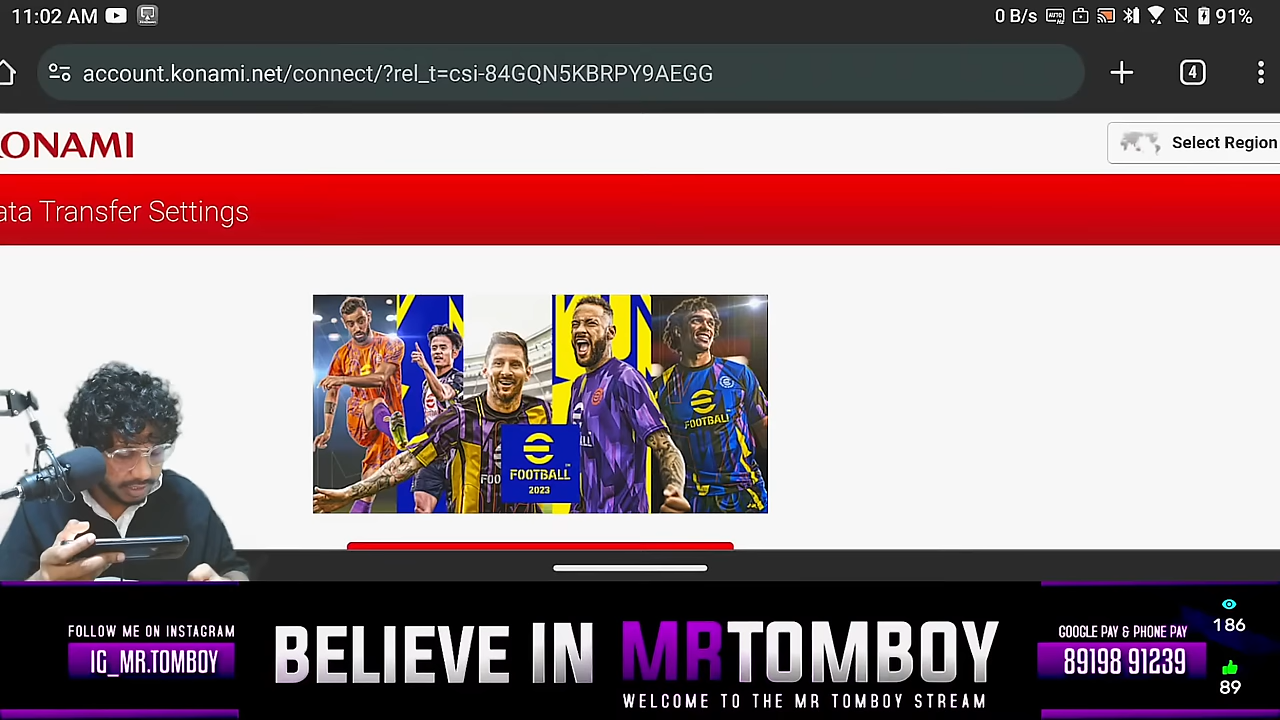 11:02 AM
0 B/s
91%
account.konami.net/connect/?rel_t=csi-84GQN5KBRPY9AEGG
4
ONAMI
Select Region
ata Transfer Settings
FOOTBALL
FOOTBALL
2023
FOLLOW ME ON INSTAGRAM
IG_MR.TOMBOY
BELIEVE IN MRTOMBOY
WELCOME TO THE MR TOMBOY STREAM
GOOGLE PAY & PHONE PAY
89198 91239
186
89